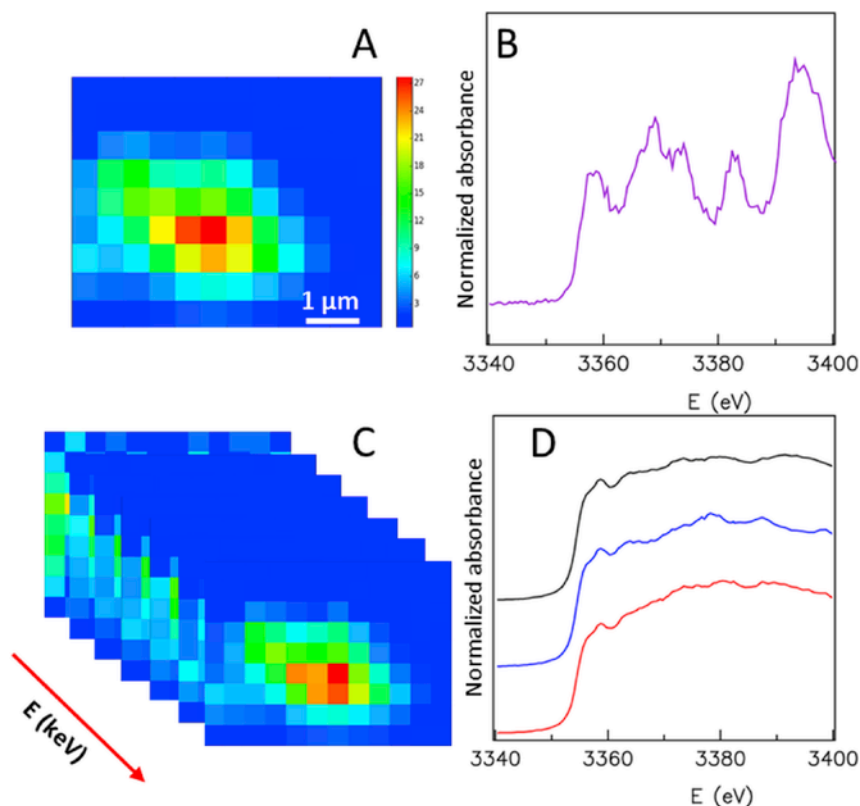 A
27
24
21
18
15
12
9
6
3
1 μm
B
Normalized absorbance
3340 3360 3380 3400
E (eV)
C
E (keV)
D
Normalized absorbance
3340 3360 3380 3400
E (eV)